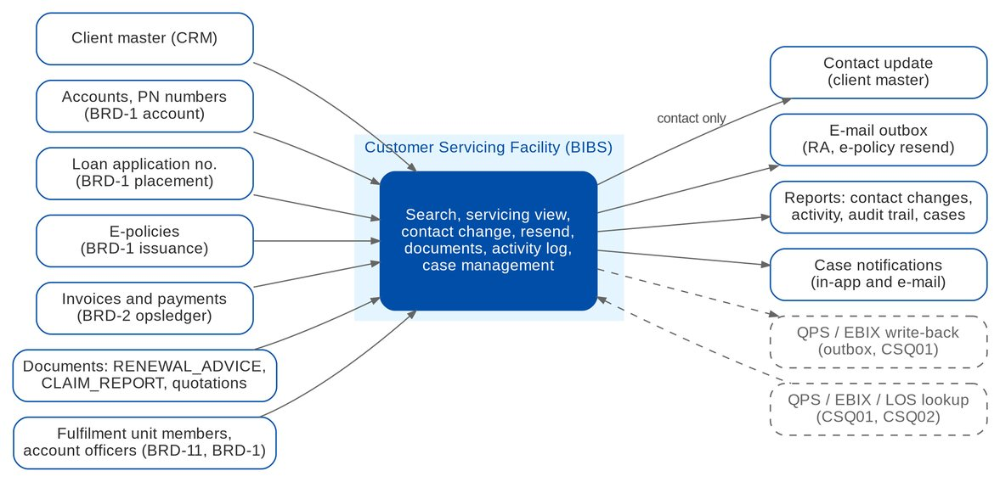 Client master (CRM)
Accounts, PN numbers
(BRD-1 account)
Loan application no.
(BRD-1 placement)
E-policies
(BRD-1 issuance)
Invoices and payments
(BRD-2 opsledger)
Documents: RENEWAL_ADVICE,
CLAIM_REPORT, quotations
Fulfilment unit members,
account officers (BRD-11, BRD-1)
Customer Servicing Facility (BIBS)
Search, servicing view,
contact change, resend,
documents, activity log,
case management
contact only
Contact update
(client master)
E-mail outbox
(RA, e-policy resend)
Reports: contact changes,
activity, audit trail, cases
Case notifications
(in-app and e-mail)
QPS / EBIX write-back
(outbox, CSQ01)
QPS / EBIX / LOS lookup
(CSQ01, CSQ02)